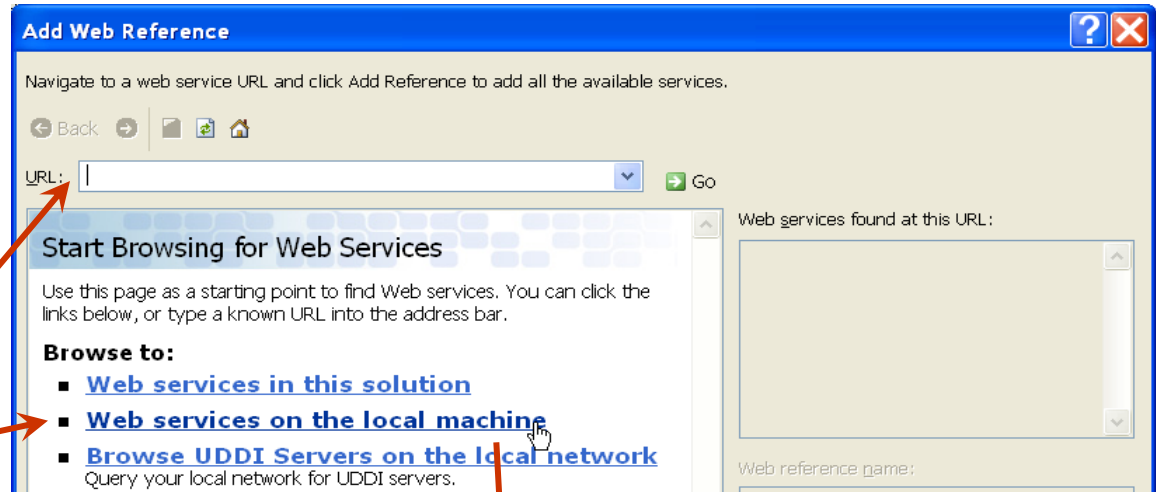 Add Web Reference
Navigate to a web service URL and click Add Reference to add all the available services.
Back
URL:
Go
Start Browsing for Web Services
Use this page as a starting point to find Web services. You can click the
links below, or type a known URL into the address bar.
Browse to:
Web services in this solution
Web services on the local machine
Browse UDDI Servers on the local network
Query your local network for UDDI servers.
Web services found at this URL:
Web reference name: